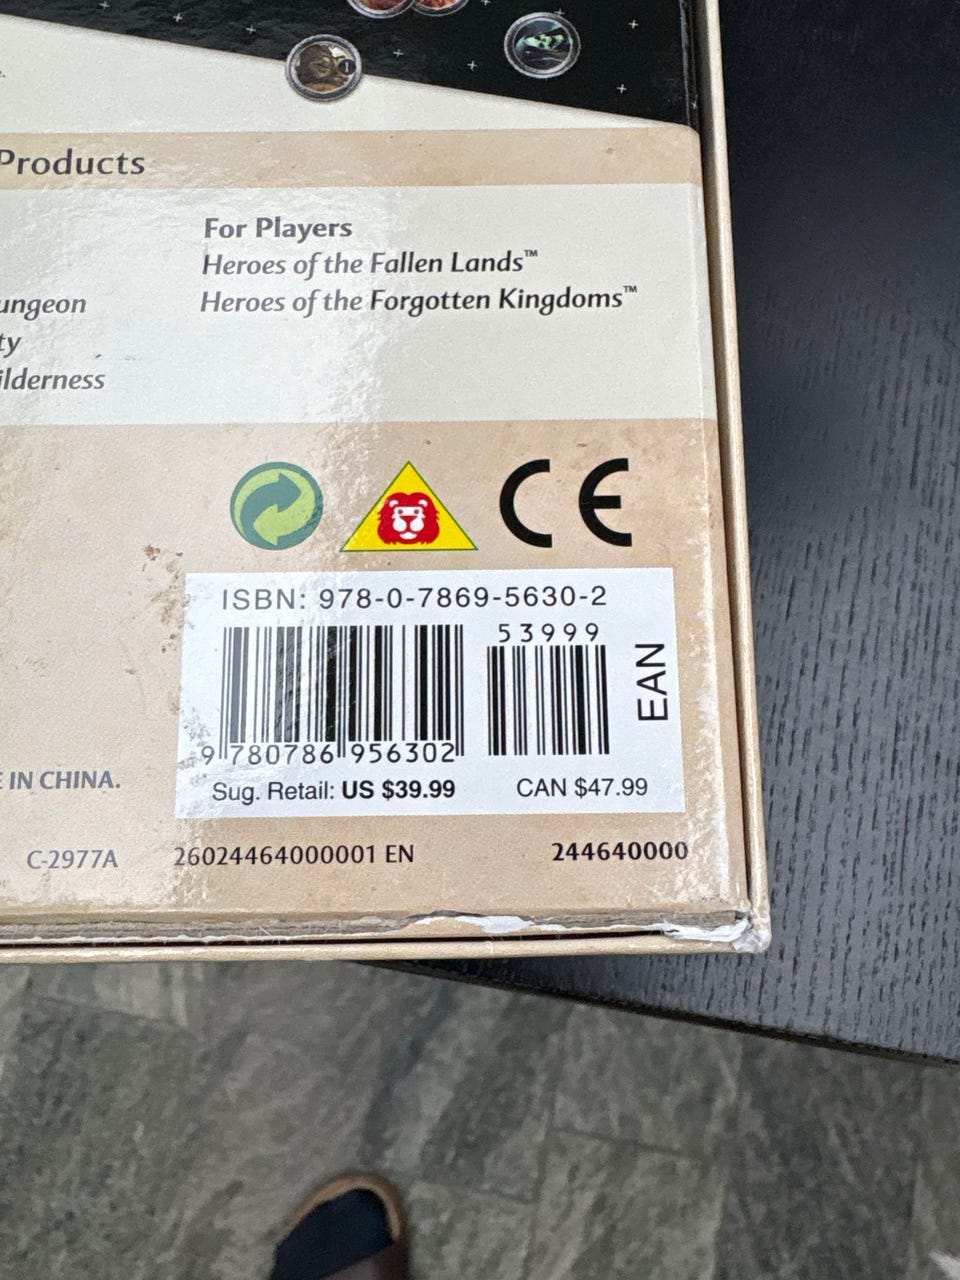 Products
For Players
Heroes of the Fallen Lands™
Heroes of the Forgotten Kingdoms™
ungeon
ty
ilderness
CE
ISBN: 978-0-7869-5630-2
53999
EAN
9 780786 956302
Sug. Retail: US $39.99 CAN $47.99
E IN CHINA.
C-2977A 26024464000001 EN 244640000